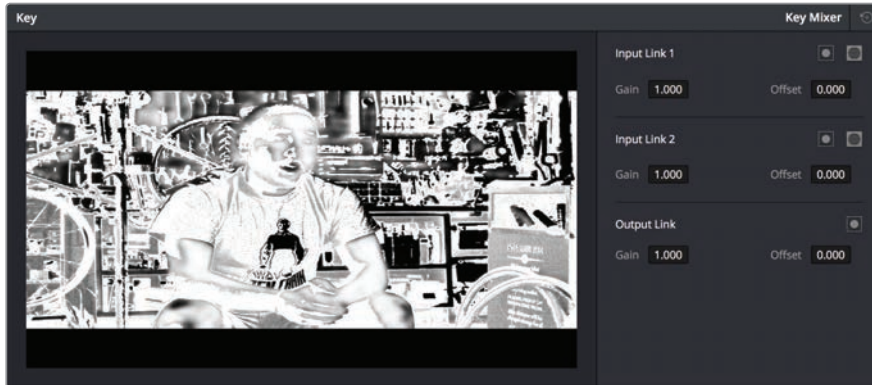 Key
Key Mixer
Input Link 1
Gain 1.000 Offset 0.000
Input Link 2
Gain 1.000 Offset 0.000
Output Link
Gain 1.000 Offset 0.000